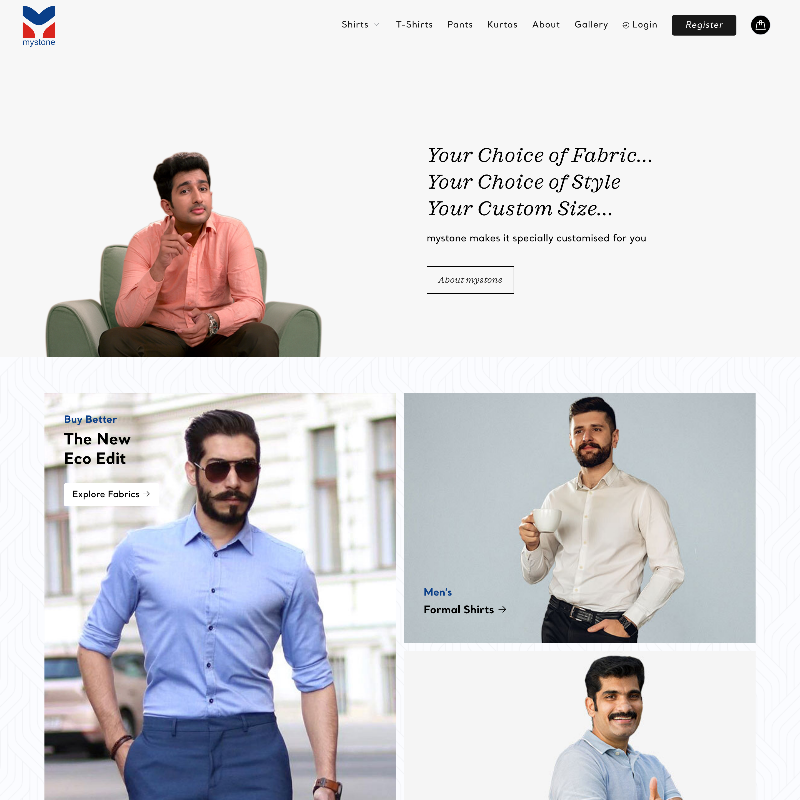 mystone
Shirts
T-Shirts
Pants
Kurtas
About
Gallery
Login
Register
Your Choice of Fabric...
Your Choice of Style
Your Custom Size...
mystone makes it specially customised for you
About mystone
Buy Better
The New
Eco Edit
Explore Fabrics
Men's
Formal Shirts